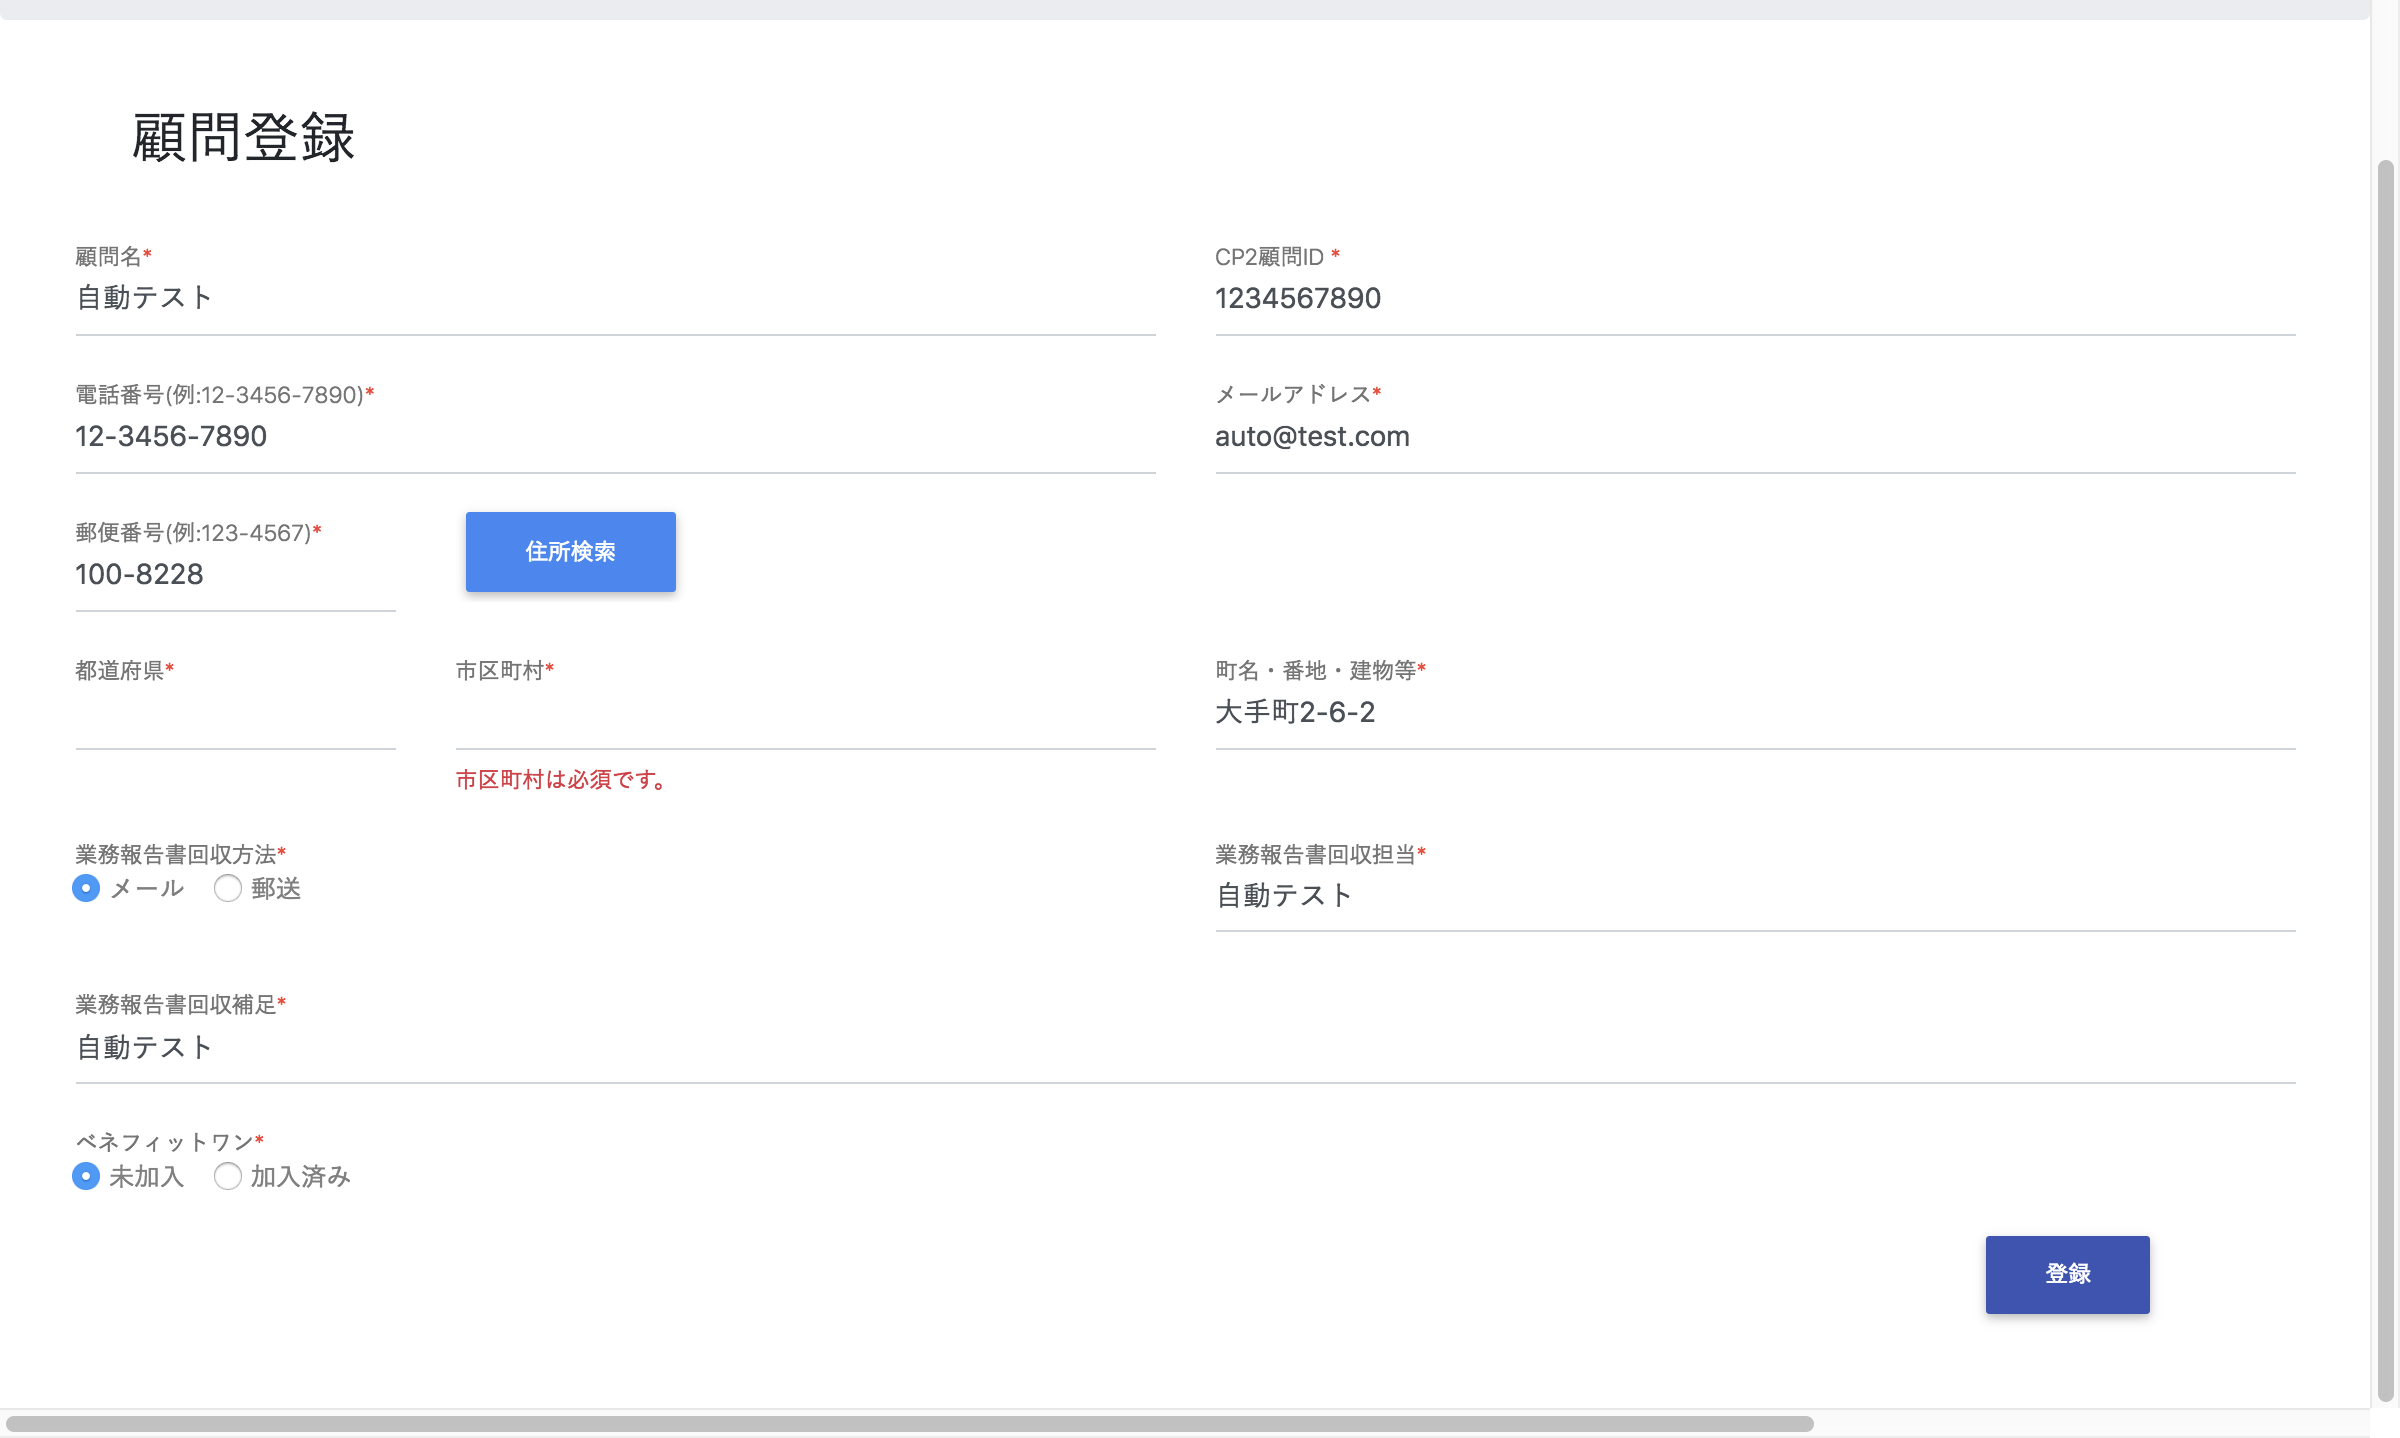 顧問登録
顧問名*
自動テスト
CP2顧問ID *
1234567890
電話番号(例:12-3456-7890)*
12-3456-7890
メールアドレス*
auto@test.com
郵便番号(例:123-4567)*
100-8228
住所検索
都道府県*
市区町村*
市区町村は必須です。
町名・番地・建物等*
大手町2-6-2
業務報告書回収方法*
メール 郵送
業務報告書回収担当*
自動テスト
業務報告書回収補足*
自動テスト
ベネフィットワン*
未加入 加入済み
登録